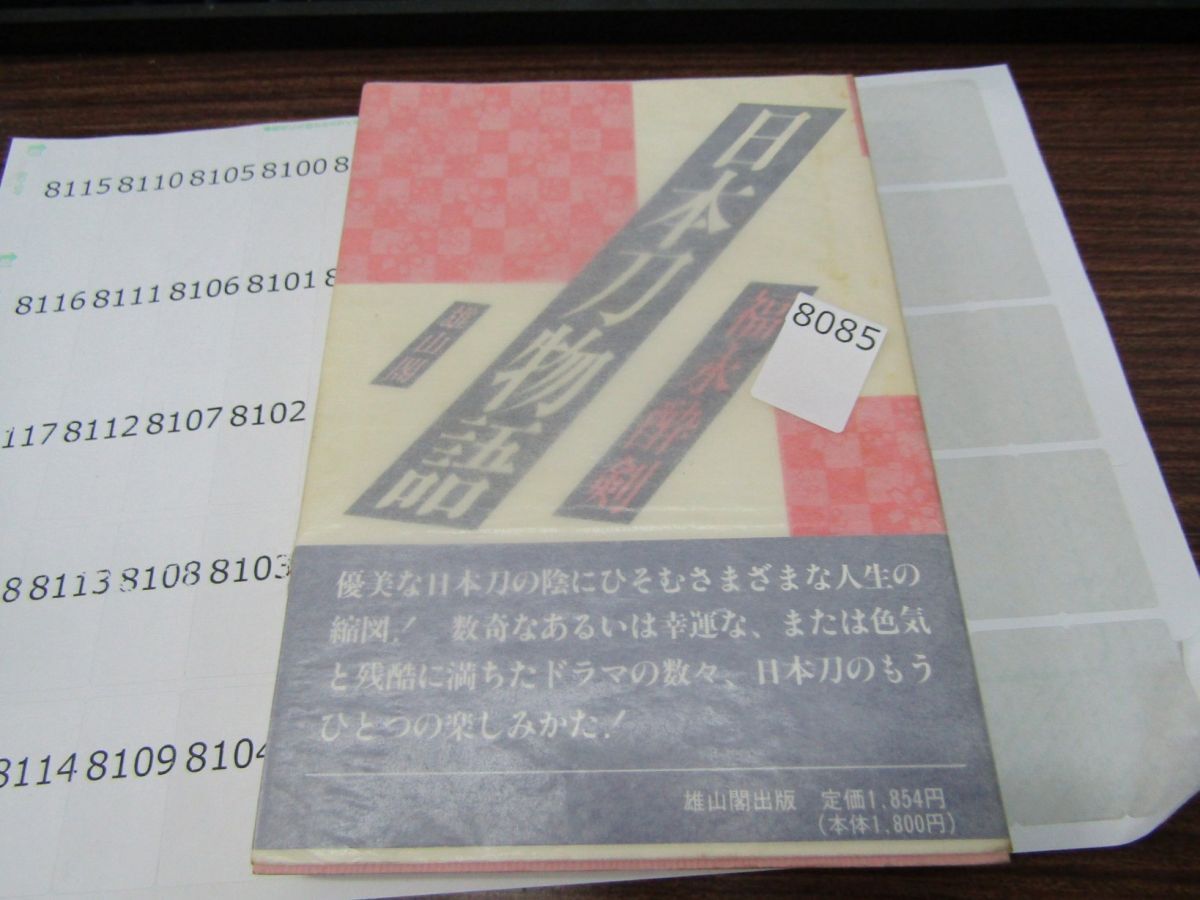 日本刀物語
福永酔剣
雄山閣
8085
優美な日本刀の陰にひそむさまざまな人生の
縮図！ 数奇なあるいは幸運な、または色気
と残酷に満ちたドラマの数々、日本刀のもう
ひとつの楽しみかた！
雄山閣出版 定価1,854円
(本体1,800円)
8115 8110 8105 8100 8
8116 8111 8106 8101
117 8112 8107 8102
8 8113 8108 8103
8114 8109 8104